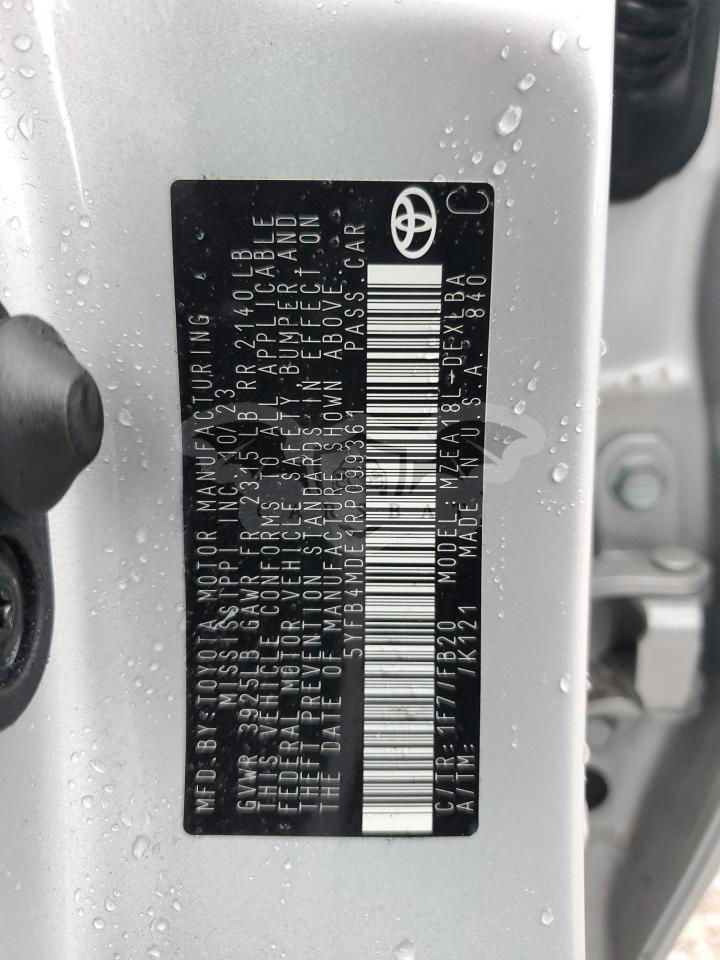 MFD. BY: TOYOTA MOTOR MANUFACTURING
MISSISSIPPI INC. 10/23
GVWR 3925LB GAWR FR 2315LB RR 2140LB
THIS VEHICLE CONFORMS TO ALL APPLICABLE
FEDERAL MOTOR VEHICLE SAFETY, BUMPER AND
THEFT PREVENTION STANDARDS IN EFFECT ON
THE DATE OF MANUFACTURE SHOWN ABOVE.
5YFB4MDE1RP099361 PASS. CAR
C/TR: 1F7/FB20 MODEL: MZEA18L-DEXLBA
A/TM: /K121 MADE IN U.S.A. 840
C